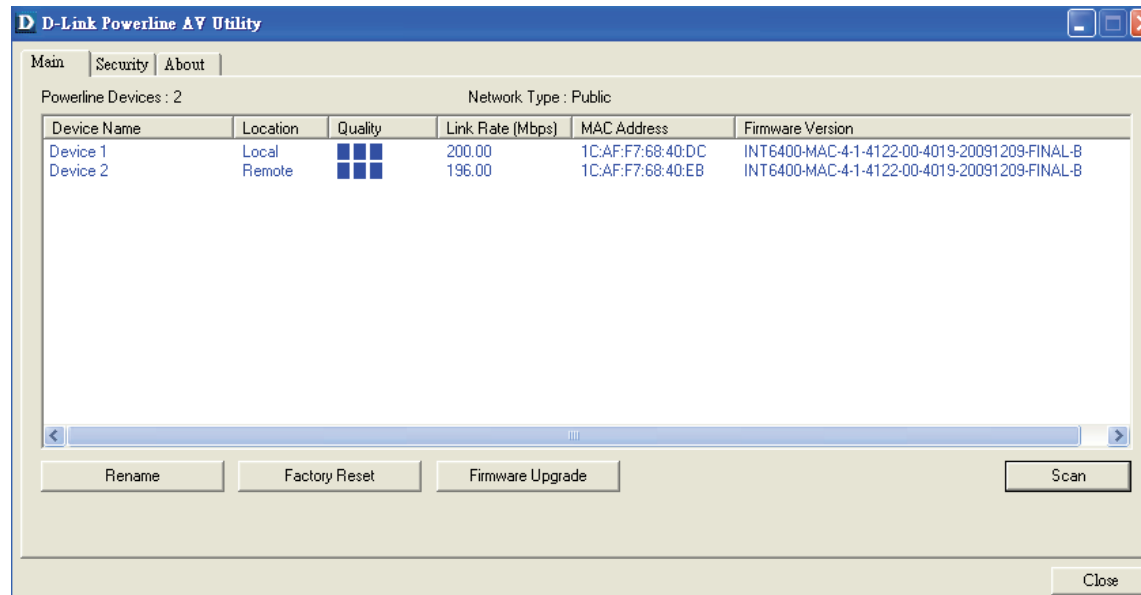 D D-Link Powerline AV Utility
Main Security About
Powerline Devices : 2 Network Type : Public
Device Name Location Quality Link Rate (Mbps) MAC Address Firmware Version
Device 1 Local 200.00 1C:AF:F7:68:40:DC INT6400-MAC-4-1-4122-00-4019-20091209-FINAL-B
Device 2 Remote 196.00 1C:AF:F7:68:40:EB INT6400-MAC-4-1-4122-00-4019-20091209-FINAL-B
Rename Factory Reset Firmware Upgrade Scan
Close